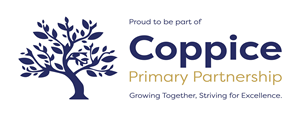 Proud to be part of
Coppice
Primary Partnership
Growing Together, Striving for Excellence.